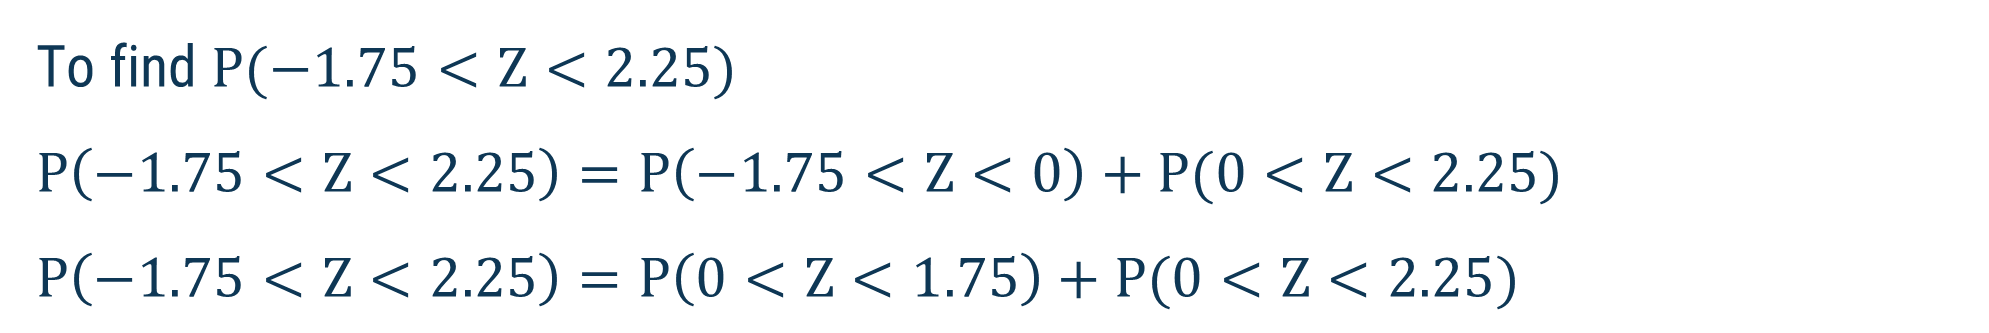 To find P(−1.75 < Z < 2.25)
P(−1.75 < Z < 2.25) = P(−1.75 < Z < 0) + P(0 < Z < 2.25)
P(−1.75 < Z < 2.25) = P(0 < Z < 1.75) + P(0 < Z < 2.25)